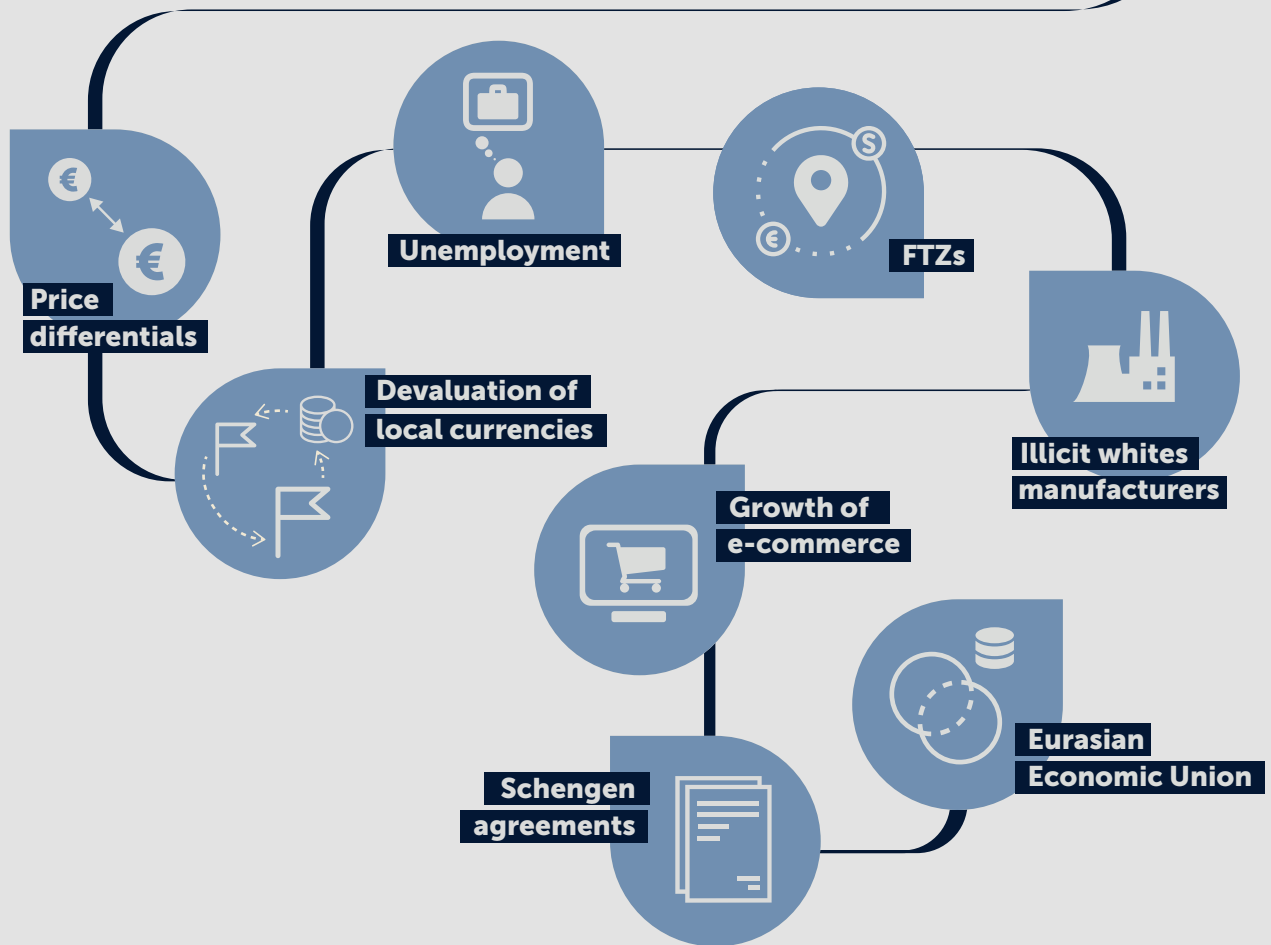 Price
differentials
Devaluation of
local currencies
Unemployment
FTZs
Illicit whites
manufacturers
Growth of
e-commerce
Schengen
agreements
Eurasian
Economic Union